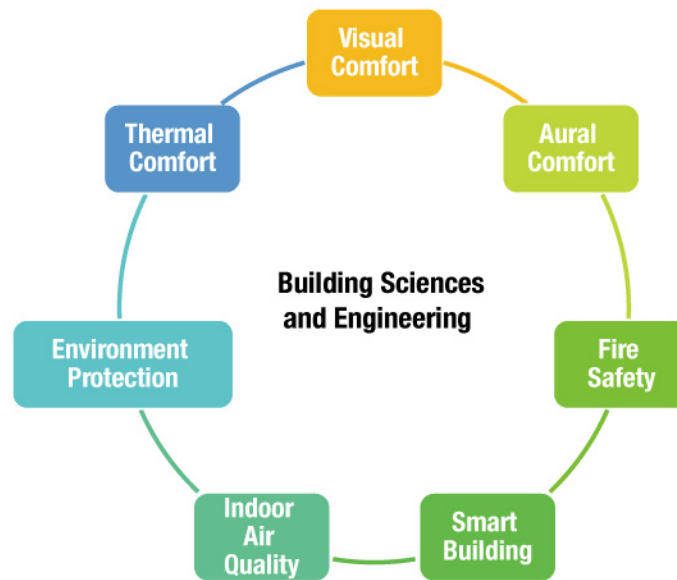 Visual
Comfort
Thermal
Comfort
Aural
Comfort
Building Sciences
and Engineering
Environment
Protection
Fire
Safety
Indoor
Air
Quality
Smart
Building